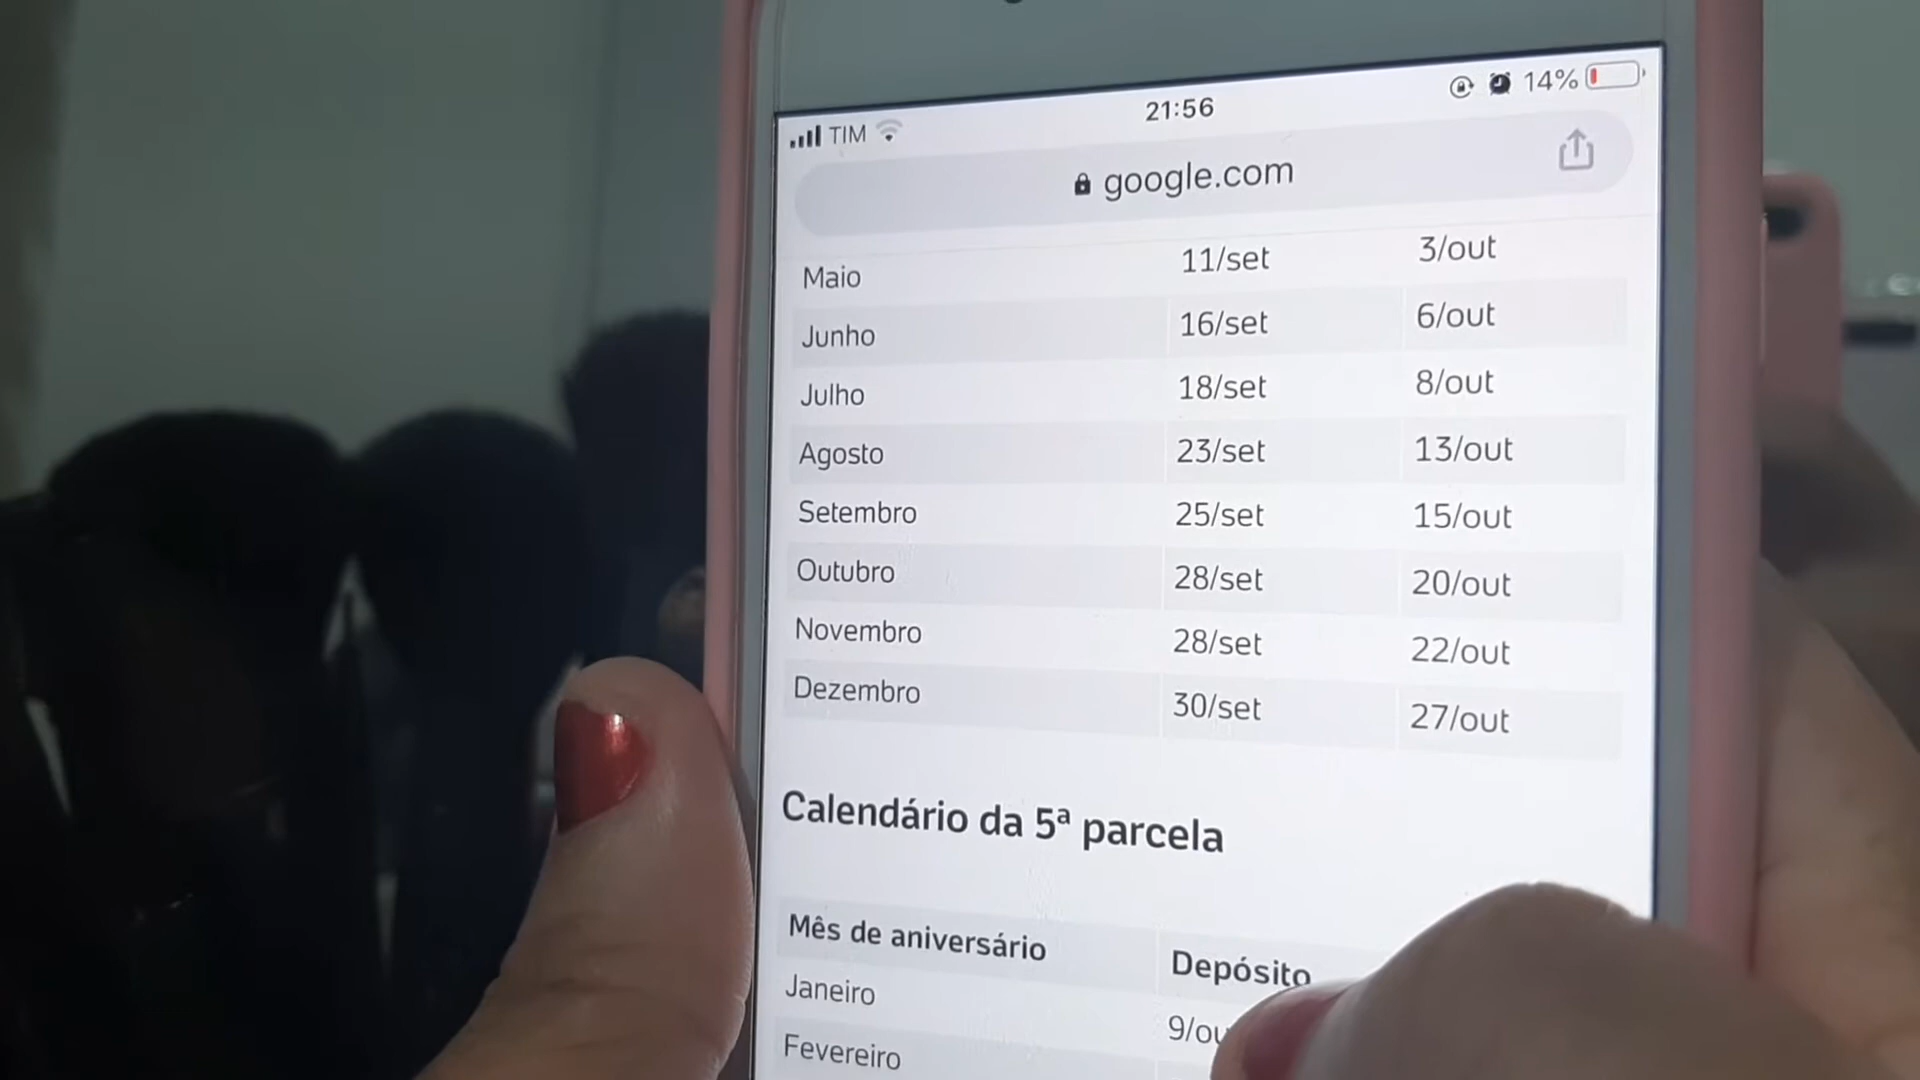 TIM 21:56 14%
google.com
Maio 11/set 3/out
Junho 16/set 6/out
Julho 18/set 8/out
Agosto 23/set 13/out
Setembro 25/set 15/out
Outubro 28/set 20/out
Novembro 28/set 22/out
Dezembro 30/set 27/out
Calendário da 5ª parcela
Mês de aniversário Depósito
Janeiro
Fevereiro